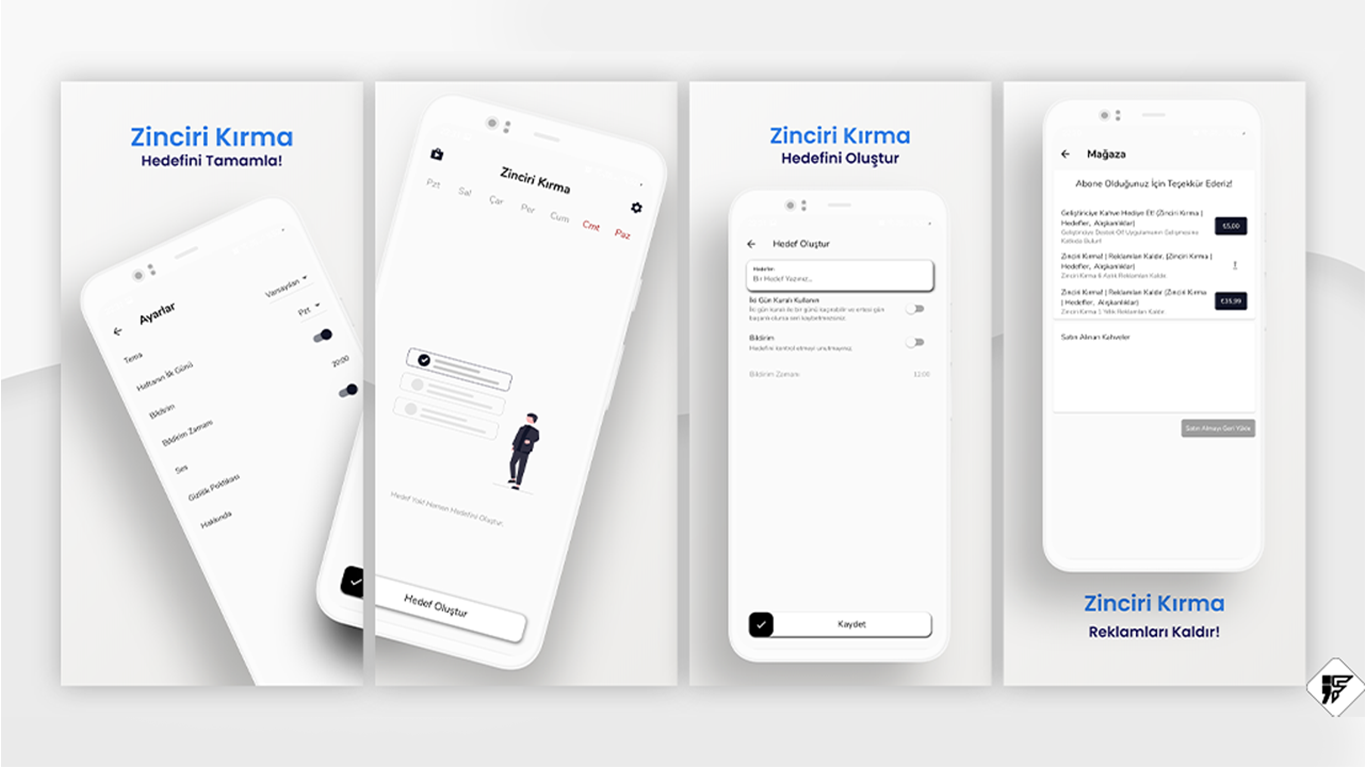 Zinciri Kırma
Hedefini Tamamla!
Ayarlar
Tema
Varsayılan
Haftanın İlk Günü
Pzt
Bildirim
Bildirim Zamanı
20:00
Ses
Gizlilik Politikası
Hakkında
Zinciri Kırma
Pzt Sal Çar Per Cum Cmt Paz
Hedef Yok! Hemen Hedefini Oluştur.
Hedef Oluştur
Zinciri Kırma
Hedefini Oluştur
Hedef Oluştur
Hedefim
Bir Hedef Yazınız...
İki Gün Kuralı Kullanın
İki gün kuralı ile bir günü kaçırabilir ve ertesi gün
başarılı olursa seri kaybetmezsiniz.
Bildirim
Hedefini kontrol etmeyi unutmayınız.
Bildirim Zamanı
12:00
Kaydet
Mağaza
Abone Olduğunuz İçin Teşekkür Ederiz!
Geliştiriciye Kahve Hediye Et! (Zinciri Kırma |
Hedefler, Alışkanlıklar)
Geliştiriciye Destek Ol! Uygulamanın Gelişmesine
Katkıda Bulun!
₺5,00
Zinciri Kırma! | Reklamları Kaldır. (Zinciri Kırma |
Hedefler, Alışkanlıklar)
Zinciri Kırma 6 Aylık Reklamları Kaldır.
Zinciri Kırma! | Reklamları Kaldır (Zinciri Kırma
| Hedefler, Alışkanlıklar)
Zinciri Kırma 1 Yıllık Reklamları Kaldır.
₺35,99
Satın Alınan Kahveler
Satın Almayı Geri Yükle
Zinciri Kırma
Reklamları Kaldır!